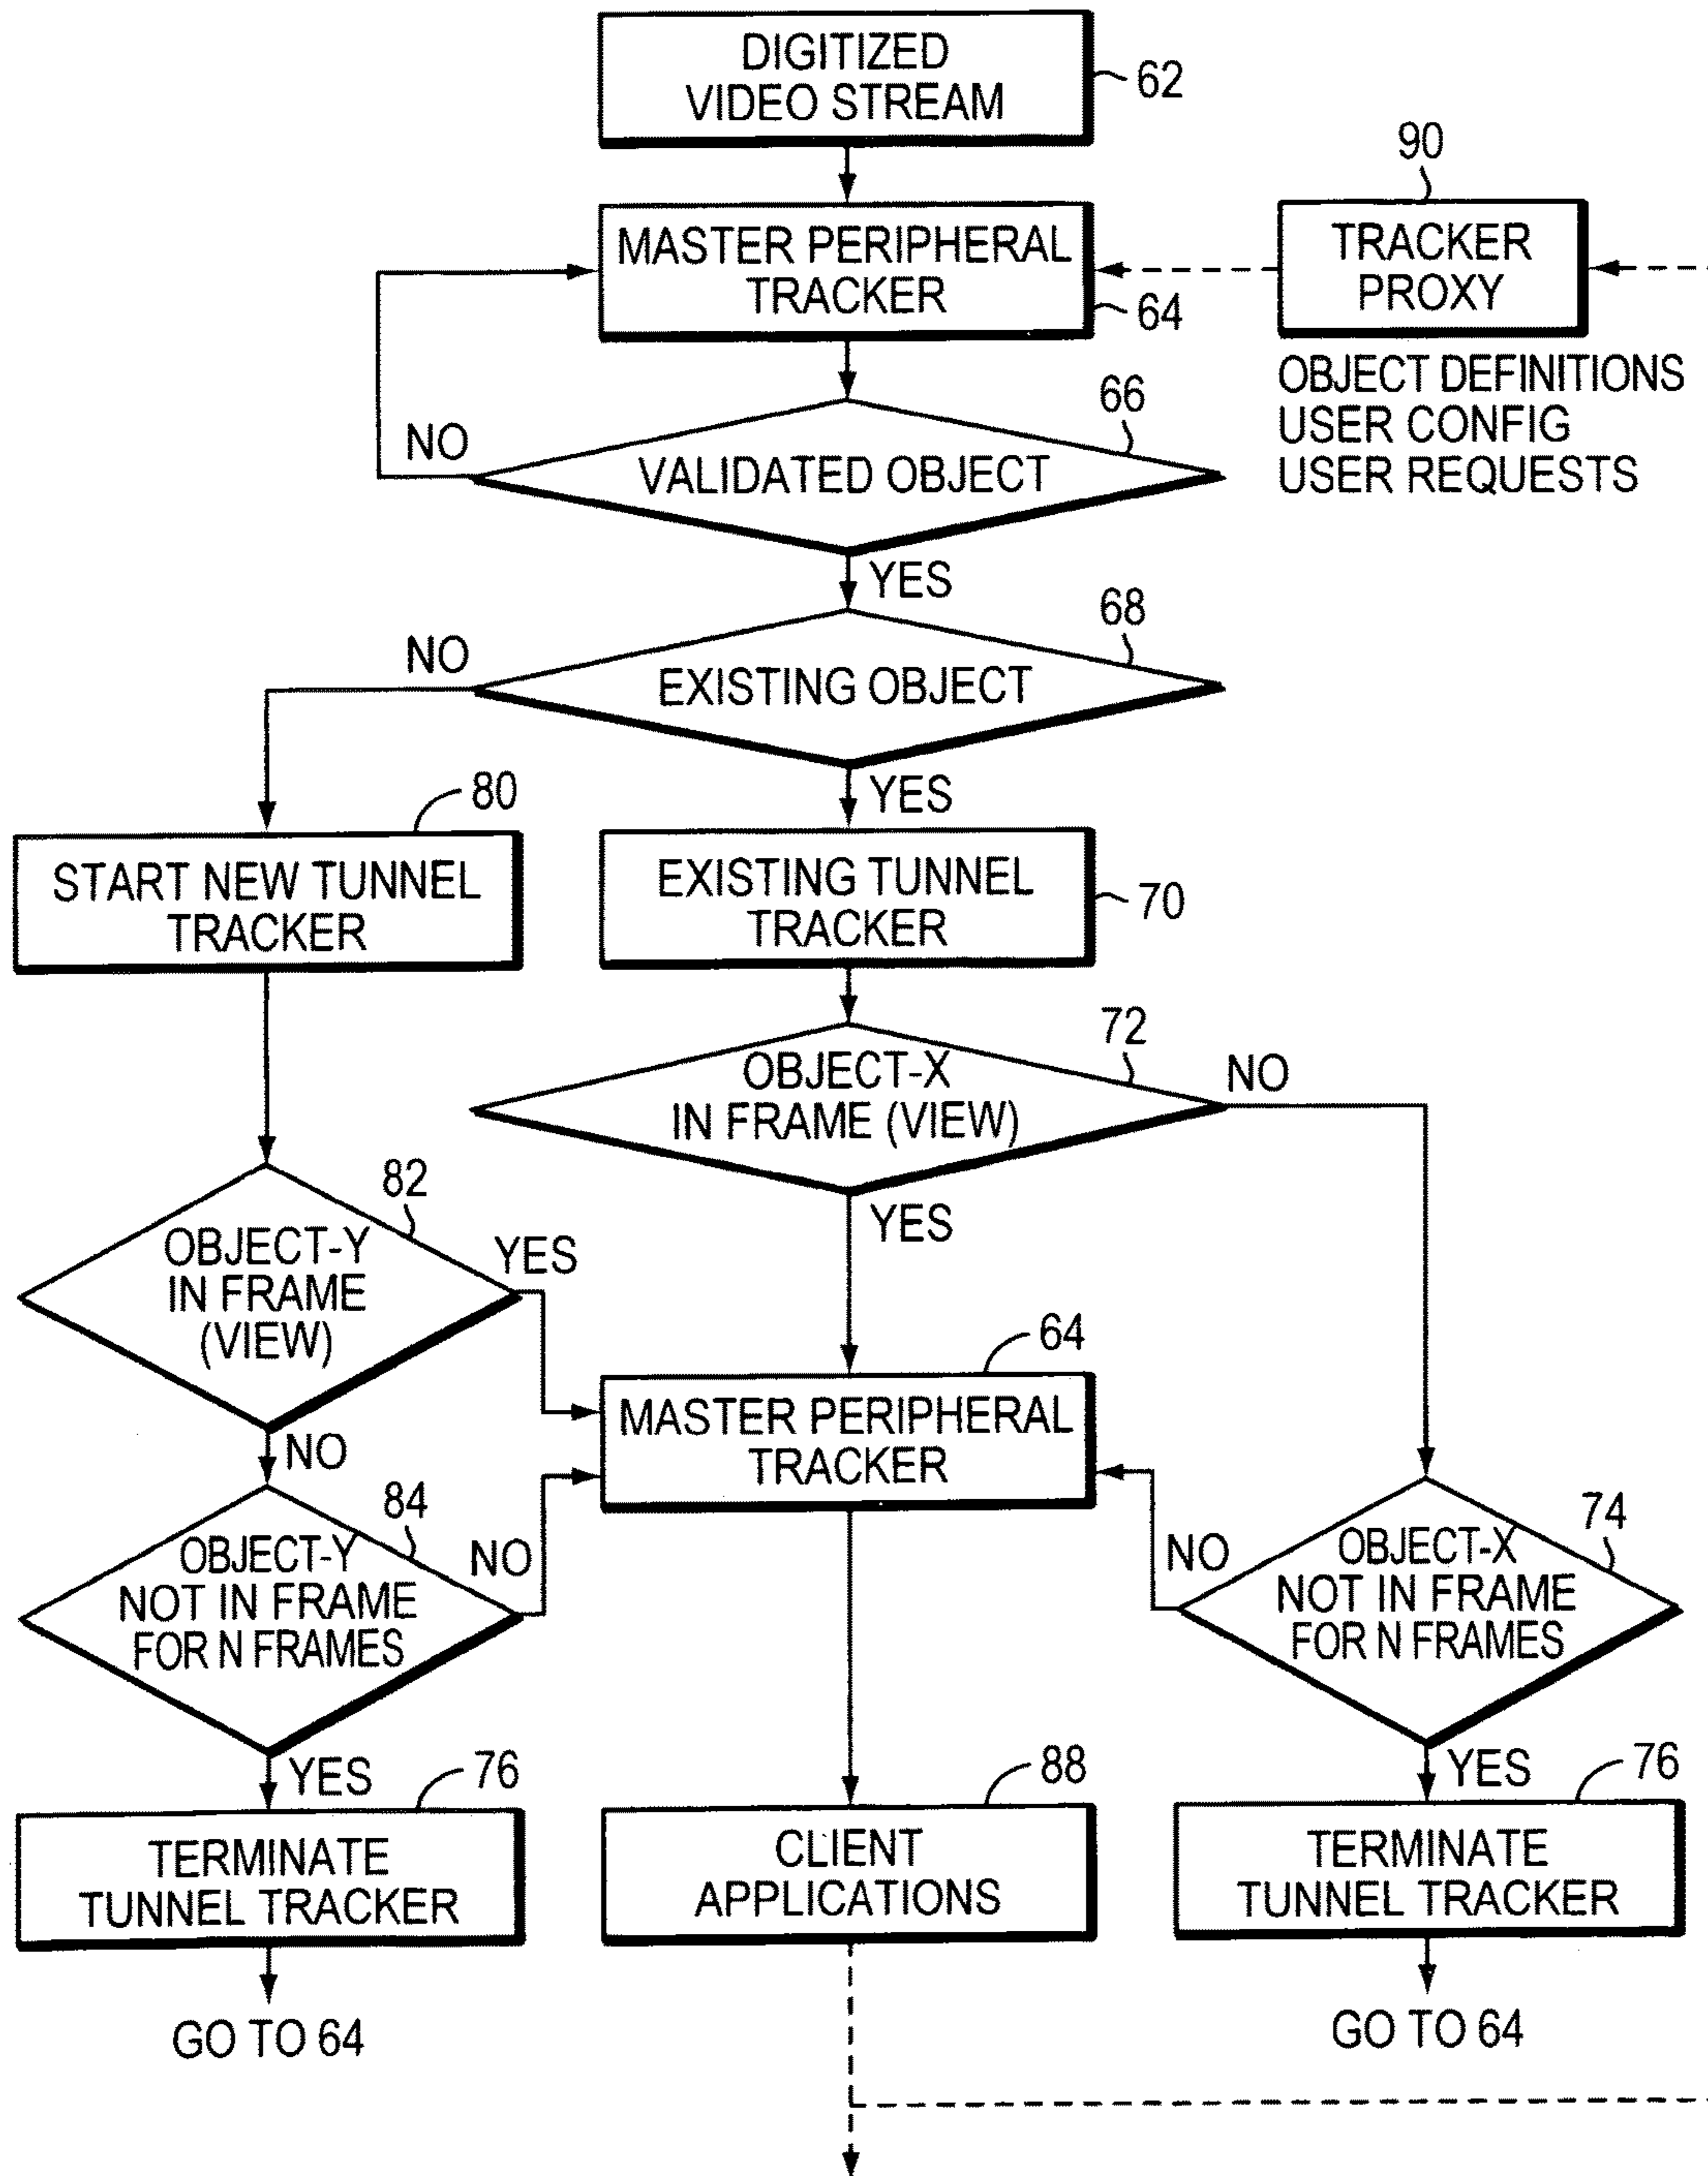 DIGITIZED
VIDEO STREAM
62
90
MASTER PERIPHERAL
TRACKER
64
TRACKER
PROXY
OBJECT DEFINITIONS
USER CONFIG
USER REQUESTS
66
NO
VALIDATED OBJECT
YES
68
NO
EXISTING OBJECT
YES
80
START NEW TUNNEL
TRACKER
EXISTING TUNNEL
TRACKER
70
72
OBJECT-X
IN FRAME (VIEW)
NO
YES
82
OBJECT-Y
IN FRAME
(VIEW)
YES
NO
64
MASTER PERIPHERAL
TRACKER
84
OBJECT-Y
NOT IN FRAME
FOR N FRAMES
NO
YES
74
NO
OBJECT-X
NOT IN FRAME
FOR N FRAMES
YES
76
TERMINATE
TUNNEL TRACKER
GO TO 64
88
CLIENT
APPLICATIONS
76
TERMINATE
TUNNEL TRACKER
GO TO 64